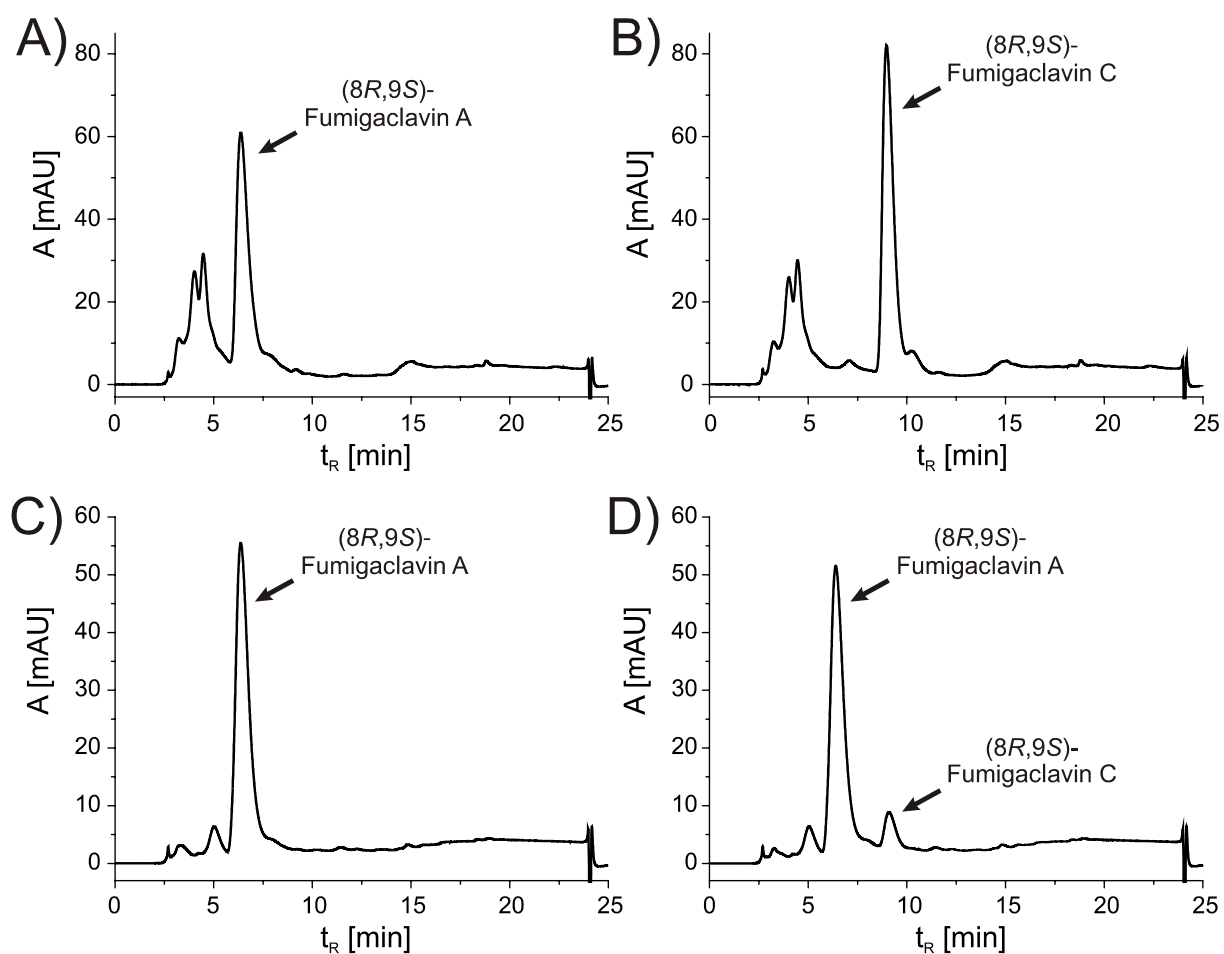 A)
(8R,9S)-
Fumigaclavin A
A [mAU]
80
60
40
20
0
0 5 10 15 20 25
tR [min]
B)
(8R,9S)-
Fumigaclavin C
A [mAU]
80
60
40
20
0
0 5 10 15 20 25
tR [min]
C)
(8R,9S)-
Fumigaclavin A
A [mAU]
60
50
40
30
20
10
0
0 5 10 15 20 25
tR [min]
D)
(8R,9S)-
Fumigaclavin A
(8R,9S)-
Fumigaclavin C
A [mAU]
60
50
40
30
20
10
0
0 5 10 15 20 25
tR [min]